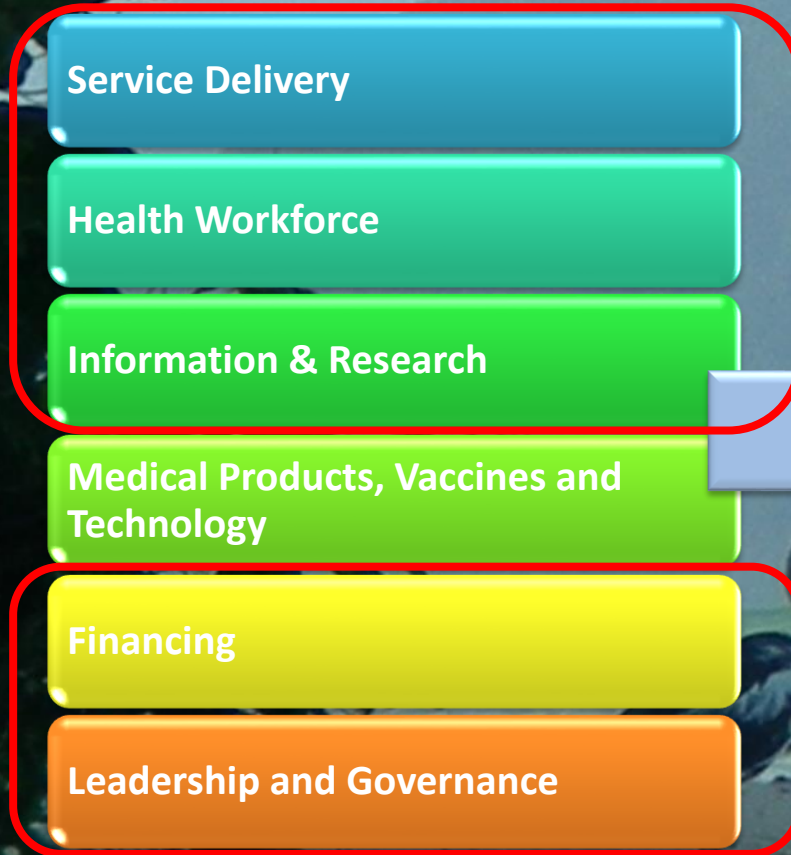 Service Delivery
Health Workforce
Information & Research
Medical Products, Vaccines and
Technology
Financing
Leadership and Governance